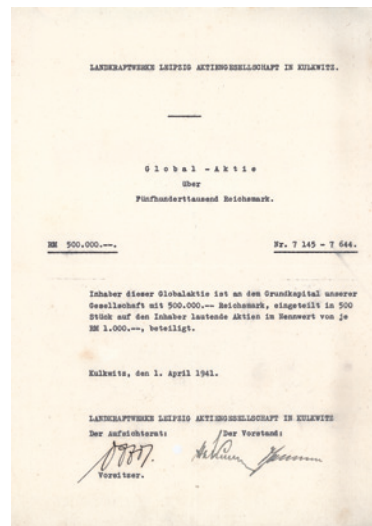 LANDKRAFTWERKE LEIPZIG AKTIENGESELLSCHAFT IN KULKWITZ.
Global - Aktie
über
Fünfhunderttausend Reichsmark.
RM 500.000.--.
Nr. 7 145 - 7 644.
Inhaber dieser Globalaktie ist an dem Grundkapital unserer
Gesellschaft mit 500.000.-- Reichsmark, eingeteilt in 500
Stück auf den Inhaber lautende Aktien im Nennwert von je
RM 1.000.--, beteiligt.
Kulkwitz, den 1. April 1941.
LANDKRAFTWERKE LEIPZIG AKTIENGESELLSCHAFT IN KULKWITZ
Der Aufsichtsrat: Der Vorstand:
Vorsitzer.